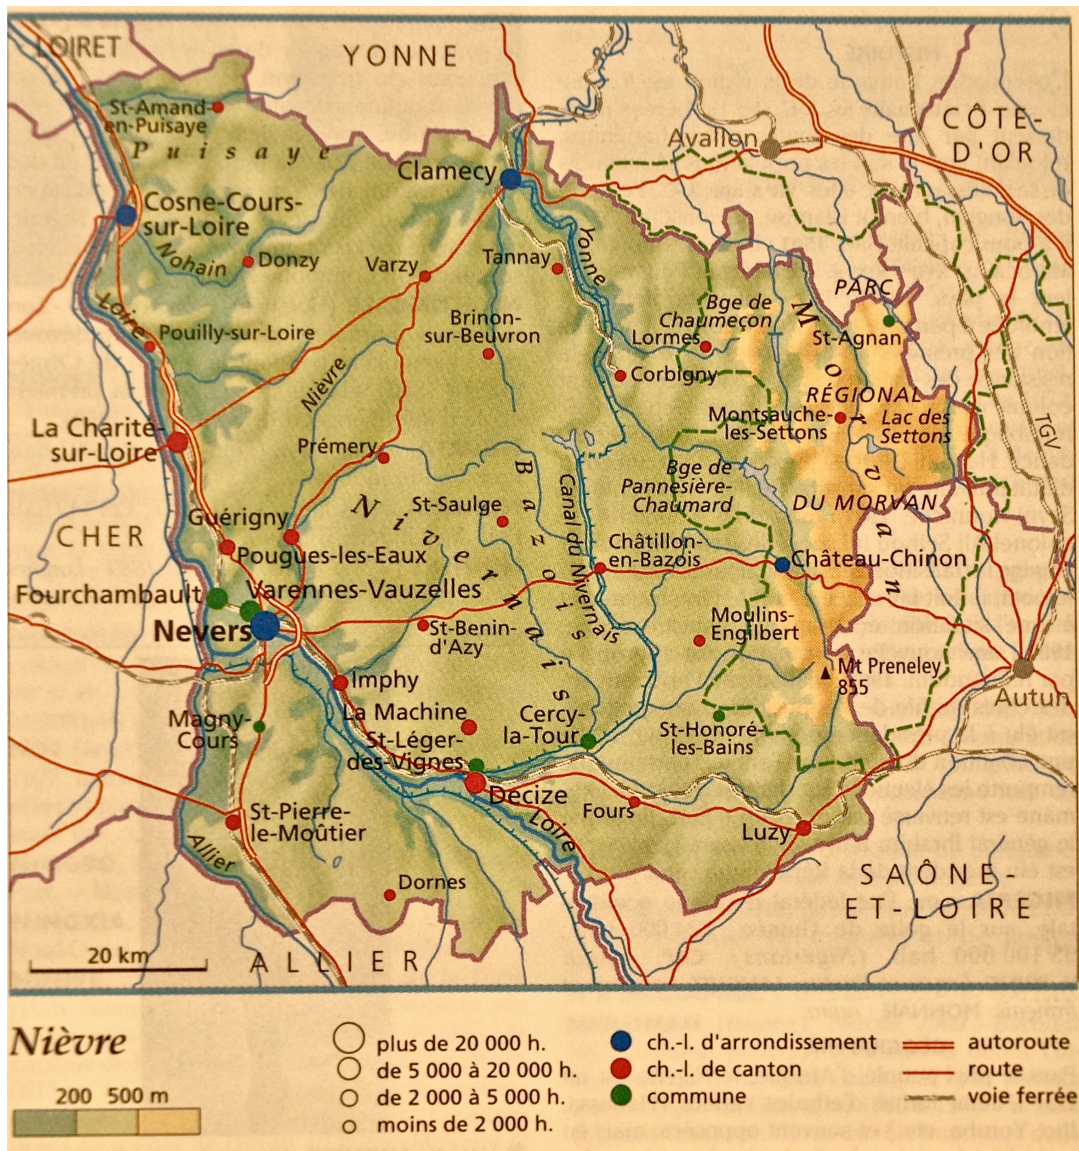 LOIRET
YONNE
CÔTE-
D'OR
St-Amand-
en-Puisaye
Puisaye
Avallon
Clamecy
Cosne-Cours-
sur-Loire
Nohain
Donzy
Varzy
Tannay
Yonne
PARC
Loire
Pouilly-sur-Loire
Brinon-
sur-Beuvron
Bge de
Chaumeçon
Lormes
St-Agnan
Morvan
Nièvre
Corbigny
RÉGIONAL
Montsauche-
les-Settons
Lac des
Settons
TGV
La Charité-
sur-Loire
Prémery
Bazois
Bge de
Pannesière-
Chaumard
DU MORVAN
Nivernais
St-Saulge
Canal du Nivernais
CHER
Guérigny
Pougues-les-Eaux
Châtillon-
en-Bazois
Château-Chinon
Fourchambault
Varennes-Vauzelles
Nevers
St-Benin-
d'Azy
Moulins-
Engilbert
Mt Preneley
855
Autun
Imphy
La Machine
Cercy-
la-Tour
Magny-
Cours
St-Léger-
des-Vignes
St-Honoré-
les-Bains
Decize
Fours
Luzy
St-Pierre-
le-Moûtier
Loire
Allier
Dornes
SAÔNE-
ET-LOIRE
20 km
ALLIER
Nièvre
200 500 m
plus de 20 000 h.
de 5 000 à 20 000 h.
de 2 000 à 5 000 h.
moins de 2 000 h.
ch.-l. d'arrondissement
ch.-l. de canton
commune
autoroute
route
voie ferrée